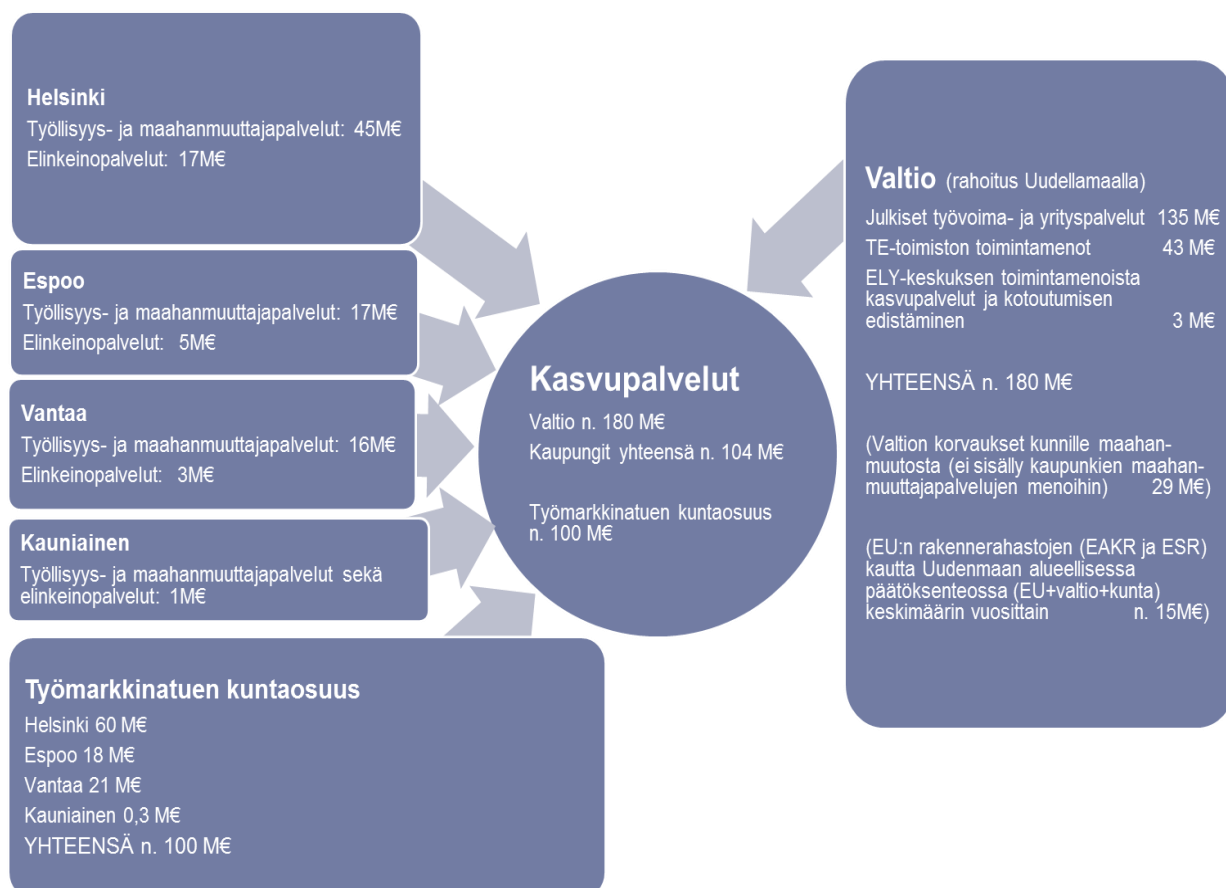 Helsinki
Työllisyys- ja maahanmuuttajapalvelut: 45M€
Elinkeinopalvelut: 17M€
Espoo
Työllisyys- ja maahanmuuttajapalvelut: 17M€
Elinkeinopalvelut: 5M€
Vantaa
Työllisyys- ja maahanmuuttajapalvelut: 16M€
Elinkeinopalvelut: 3M€
Kauniainen
Työllisyys- ja maahanmuuttajapalvelut sekä
elinkeinopalvelut: 1M€
Työmarkkinatuen kuntaosuus
Helsinki 60 M€
Espoo 18 M€
Vantaa 21 M€
Kauniainen 0,3 M€
YHTEENSÄ n. 100 M€
Kasvupalvelut
Valtio n. 180 M€
Kaupungit yhteensä n. 104 M€
Työmarkkinatuen kuntaosuus
n. 100 M€
Valtio (rahoitus Uudellamaalla)
Julkiset työvoima- ja yrityspalvelut 135 M€
TE-toimiston toimintamenot 43 M€
ELY-keskuksen toimintamenoista
kasvupalvelut ja kotoutumisen
edistäminen 3 M€
YHTEENSÄ n. 180 M€
(Valtion korvaukset kunnille maahan-
muutosta (ei sisälly kaupunkien maahan-
muuttajapalvelujen menoihin) 29 M€)
(EU:n rakennerahastojen (EAKR ja ESR)
kautta Uudenmaan alueellisessa
päätöksenteossa (EU+valtio+kunta)
keskimäärin vuosittain n. 15M€)